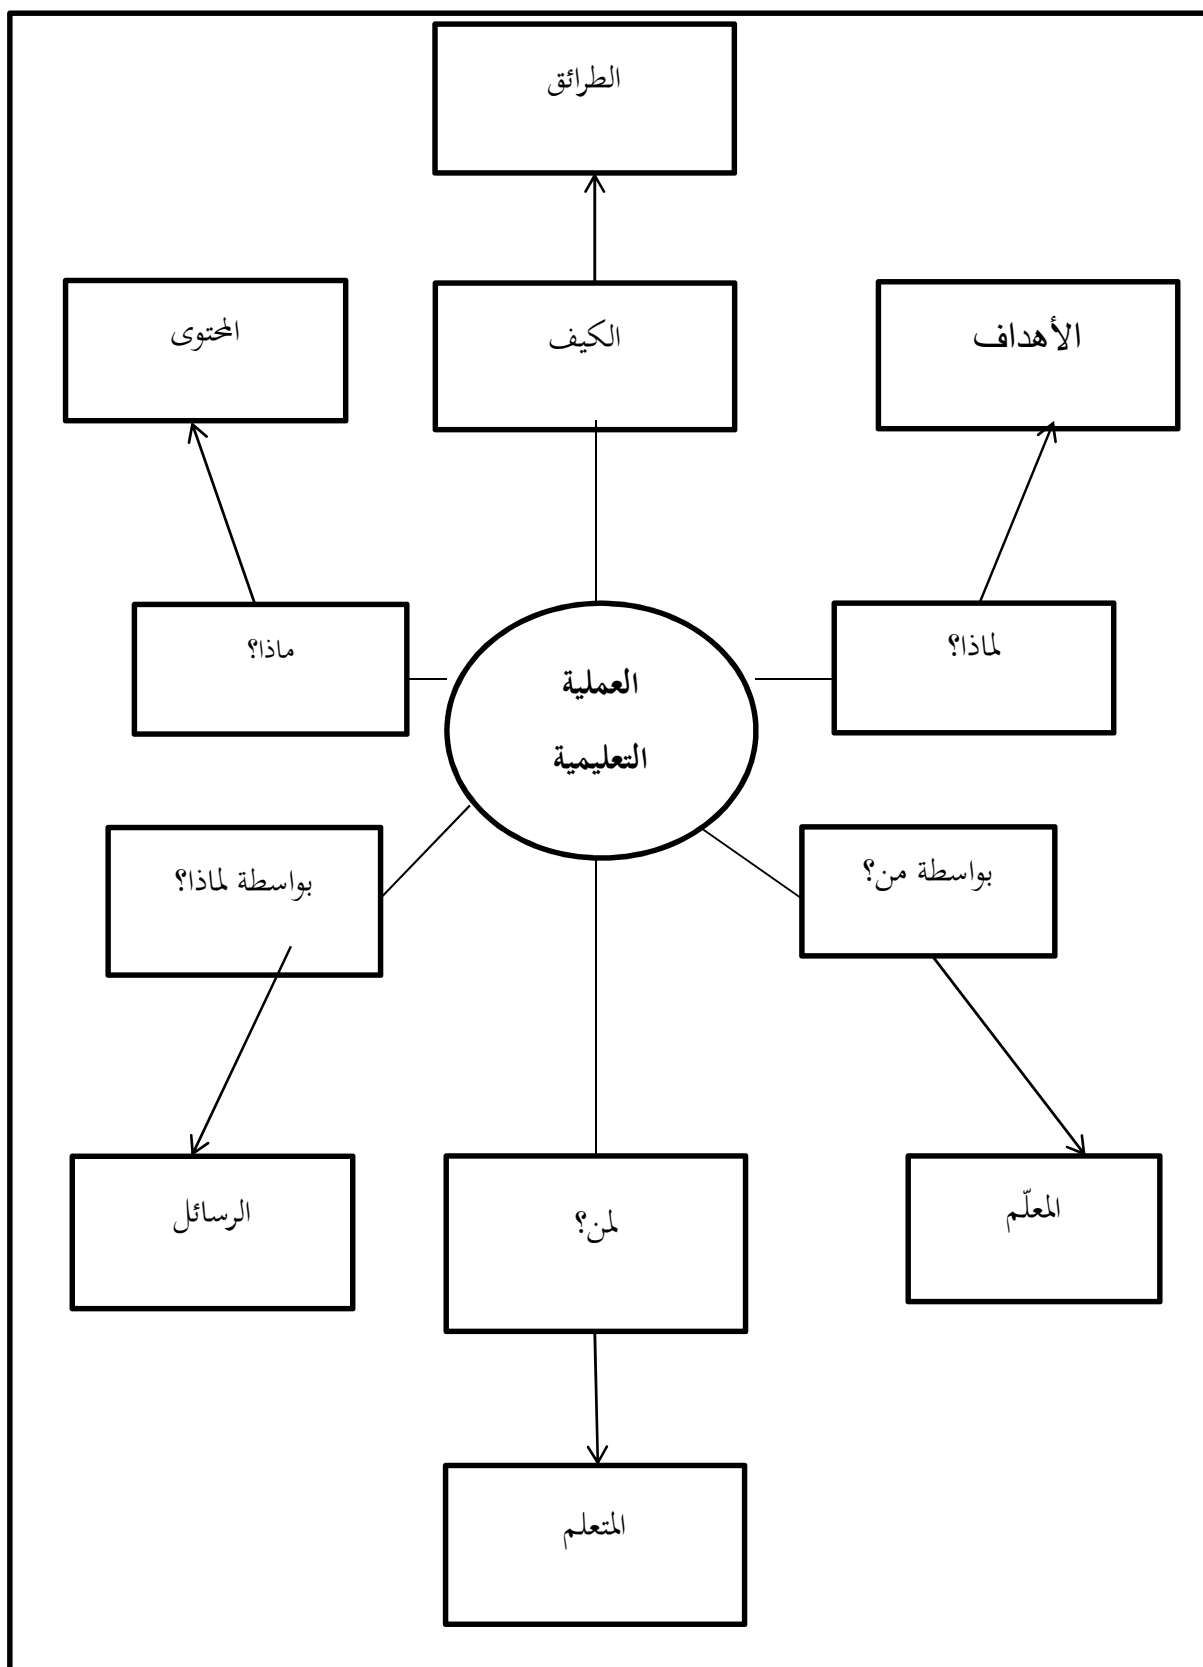 الطرائق
الأهداف
الكيف
المحتوى
لماذا؟
ماذا؟
العملية
التعليمية
بواسطة من؟
بواسطة لماذا؟
المعلّم
لمن؟
الرسائل
المتعلم